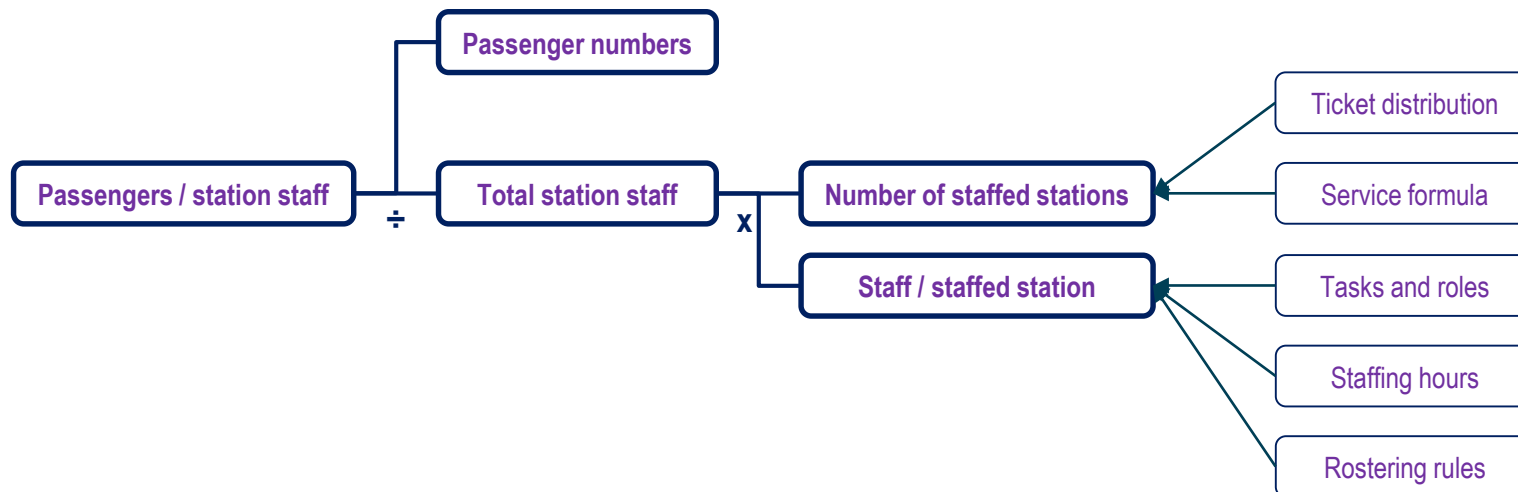 Passenger numbers
Ticket distribution
Passengers / station staff
÷
Total station staff
x
Number of staffed stations
Service formula
Staff / staffed station
Tasks and roles
Staffing hours
Rostering rules